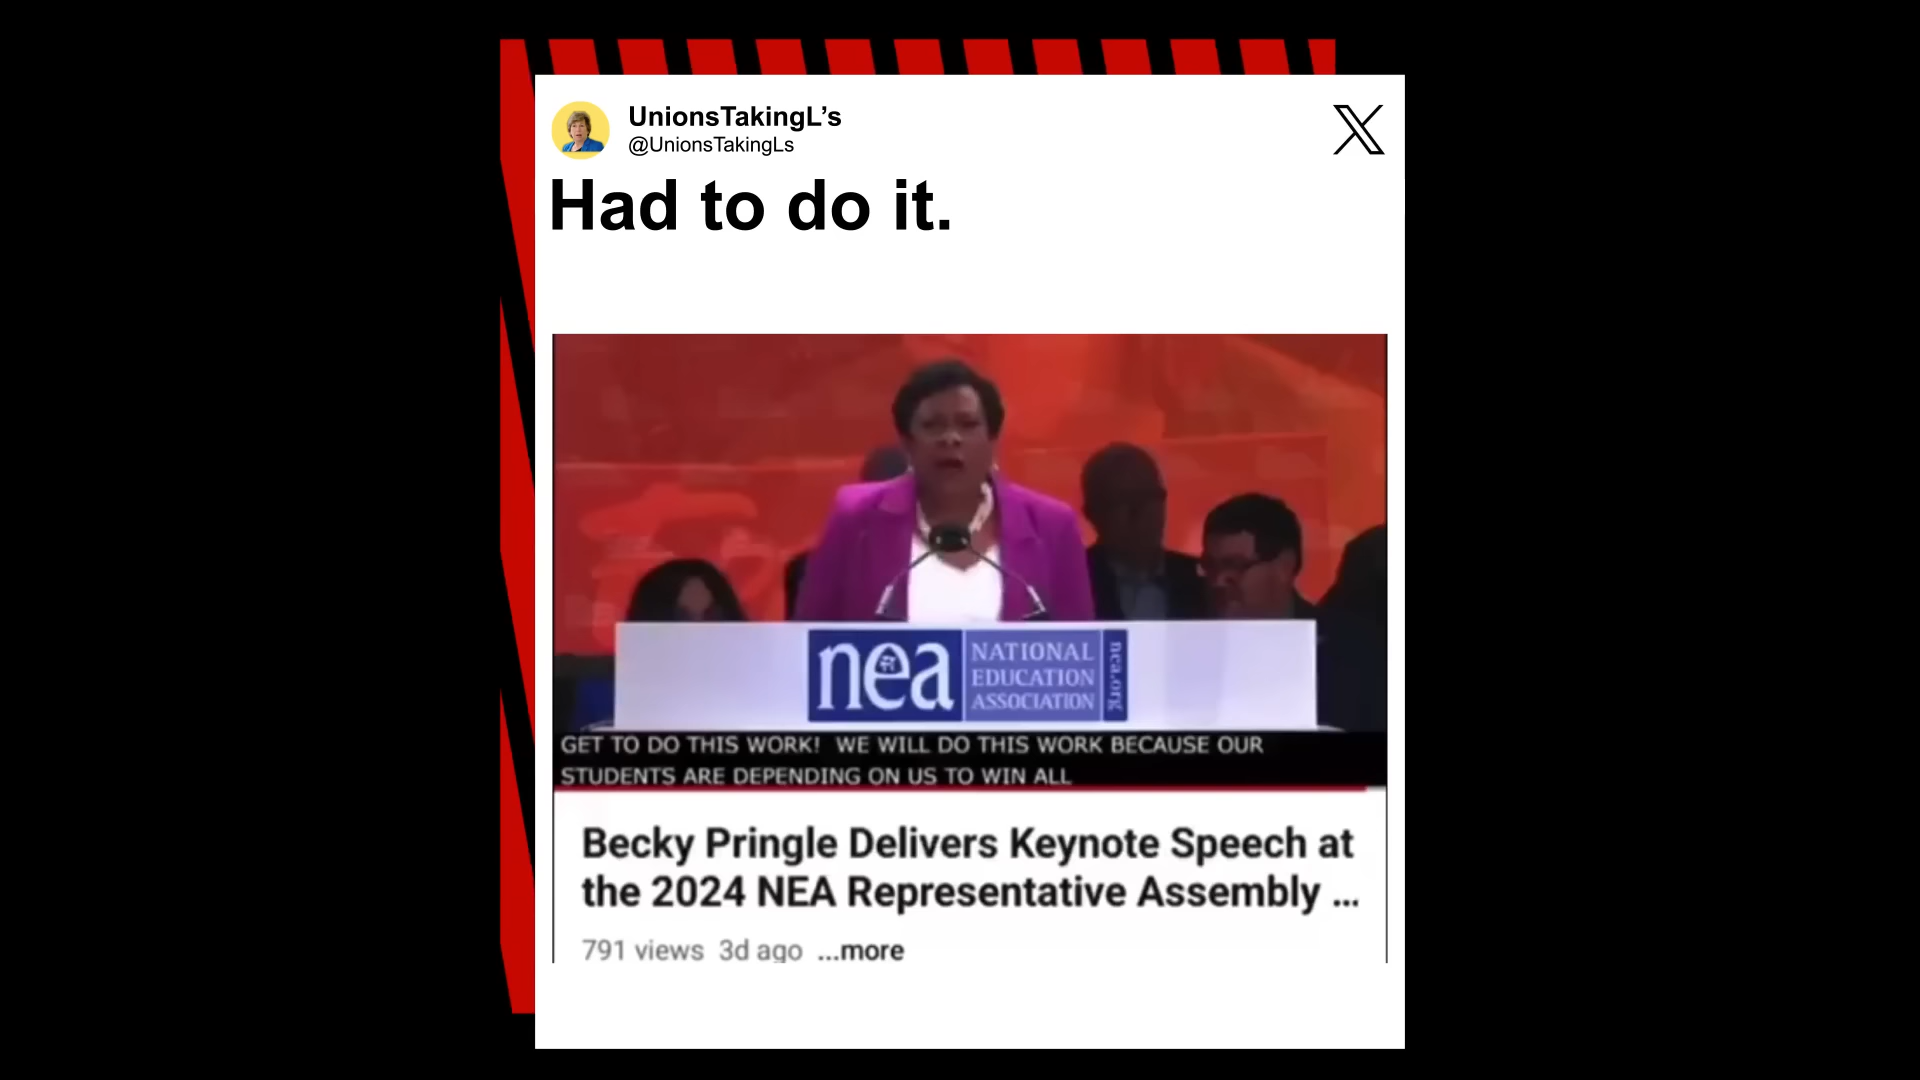 UnionsTakingL’s
@UnionsTakingLs
Had to do it.
nea
NATIONAL
EDUCATION
ASSOCIATION
nea.org
GET TO DO THIS WORK!  WE WILL DO THIS WORK BECAUSE OUR
STUDENTS ARE DEPENDING ON US TO WIN ALL
Becky Pringle Delivers Keynote Speech at
the 2024 NEA Representative Assembly ...
791 views 3d ago ...more